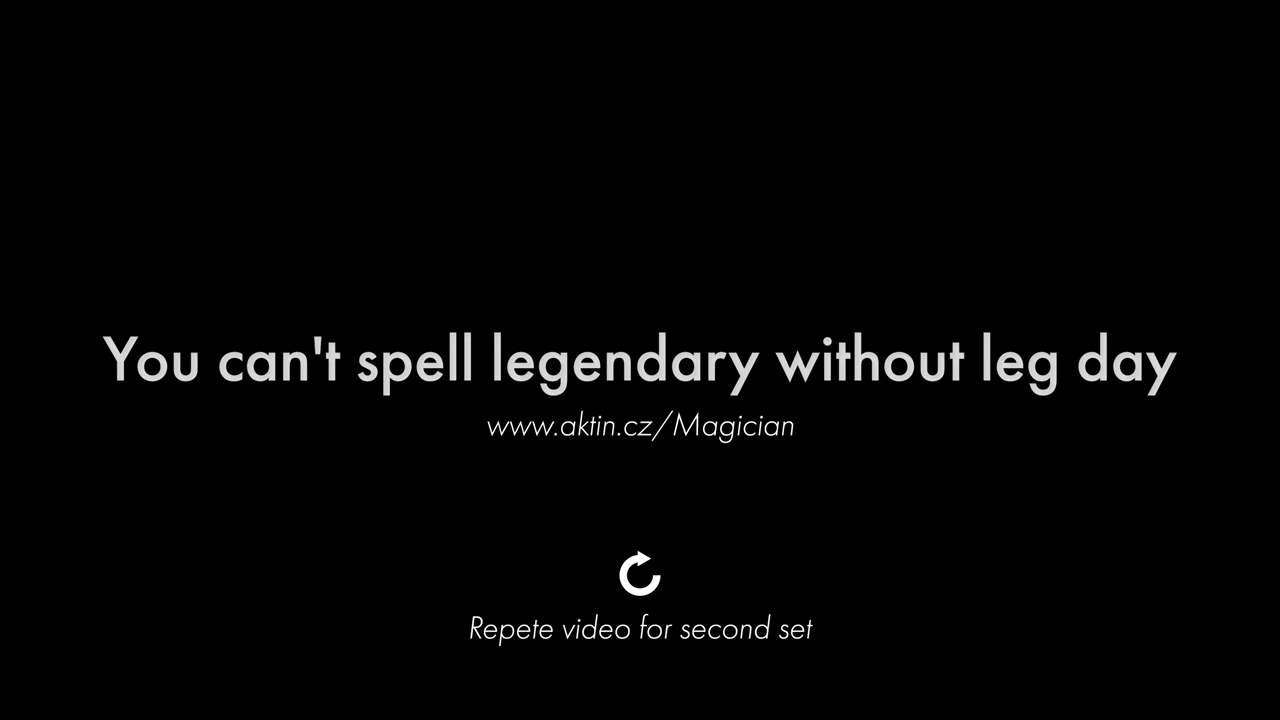 You can't spell legendary without leg day
www.aktin.cz/Magician
Repete video for second set